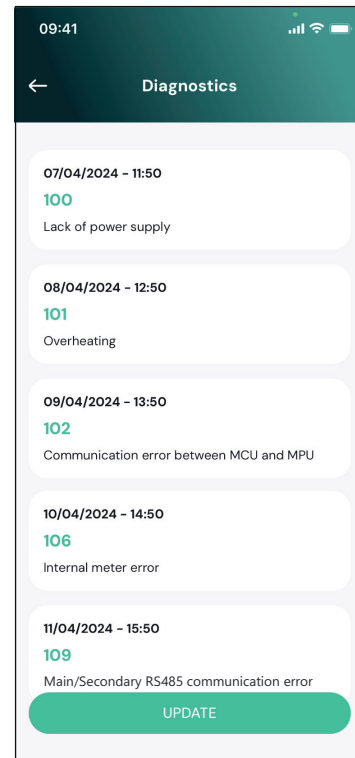 09:41
Diagnostics
07/04/2024 - 11:50
100
Lack of power supply
08/04/2024 - 12:50
101
Overheating
09/04/2024 - 13:50
102
Communication error between MCU and MPU
10/04/2024 - 14:50
106
Internal meter error
11/04/2024 - 15:50
109
Main/Secondary RS485 communication error
UPDATE